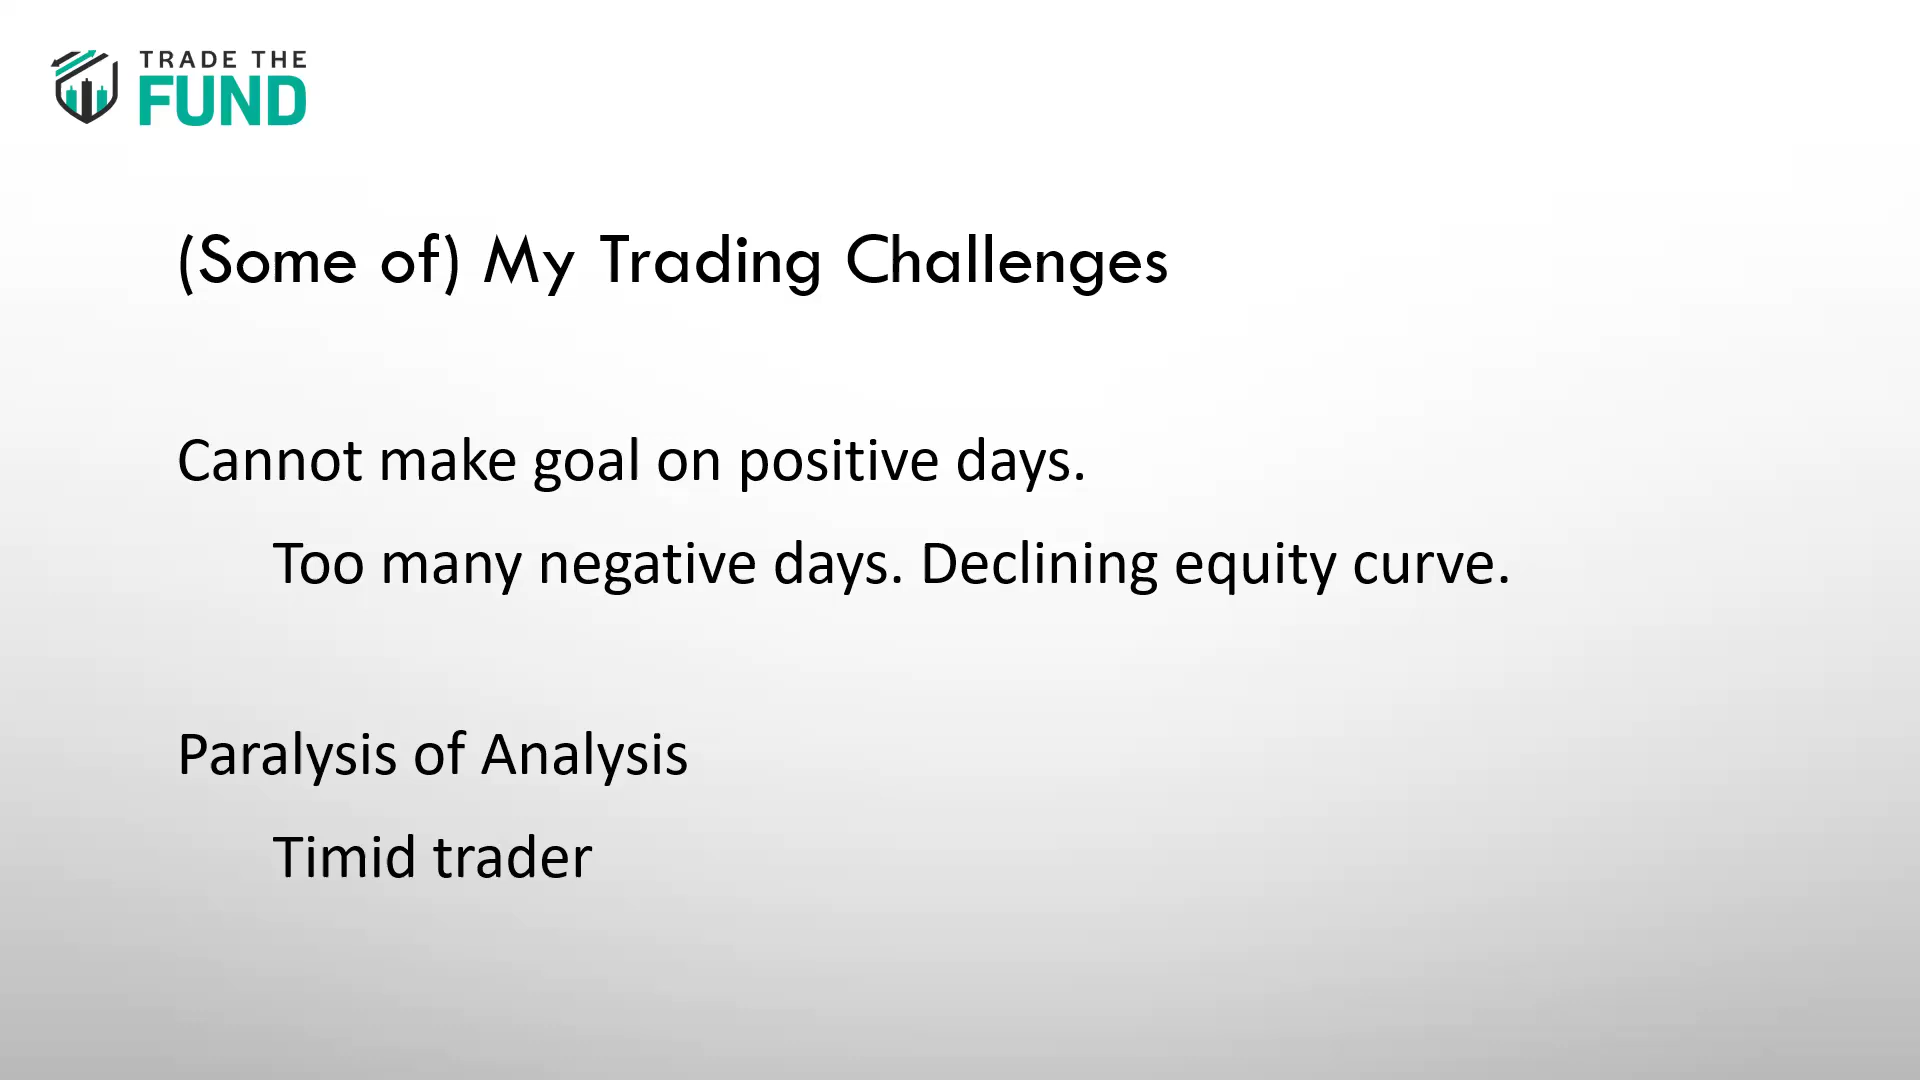 TRADE THE
FUND
(Some of) My Trading Challenges
Cannot make goal on positive days.
Too many negative days. Declining equity curve.
Paralysis of Analysis
Timid trader